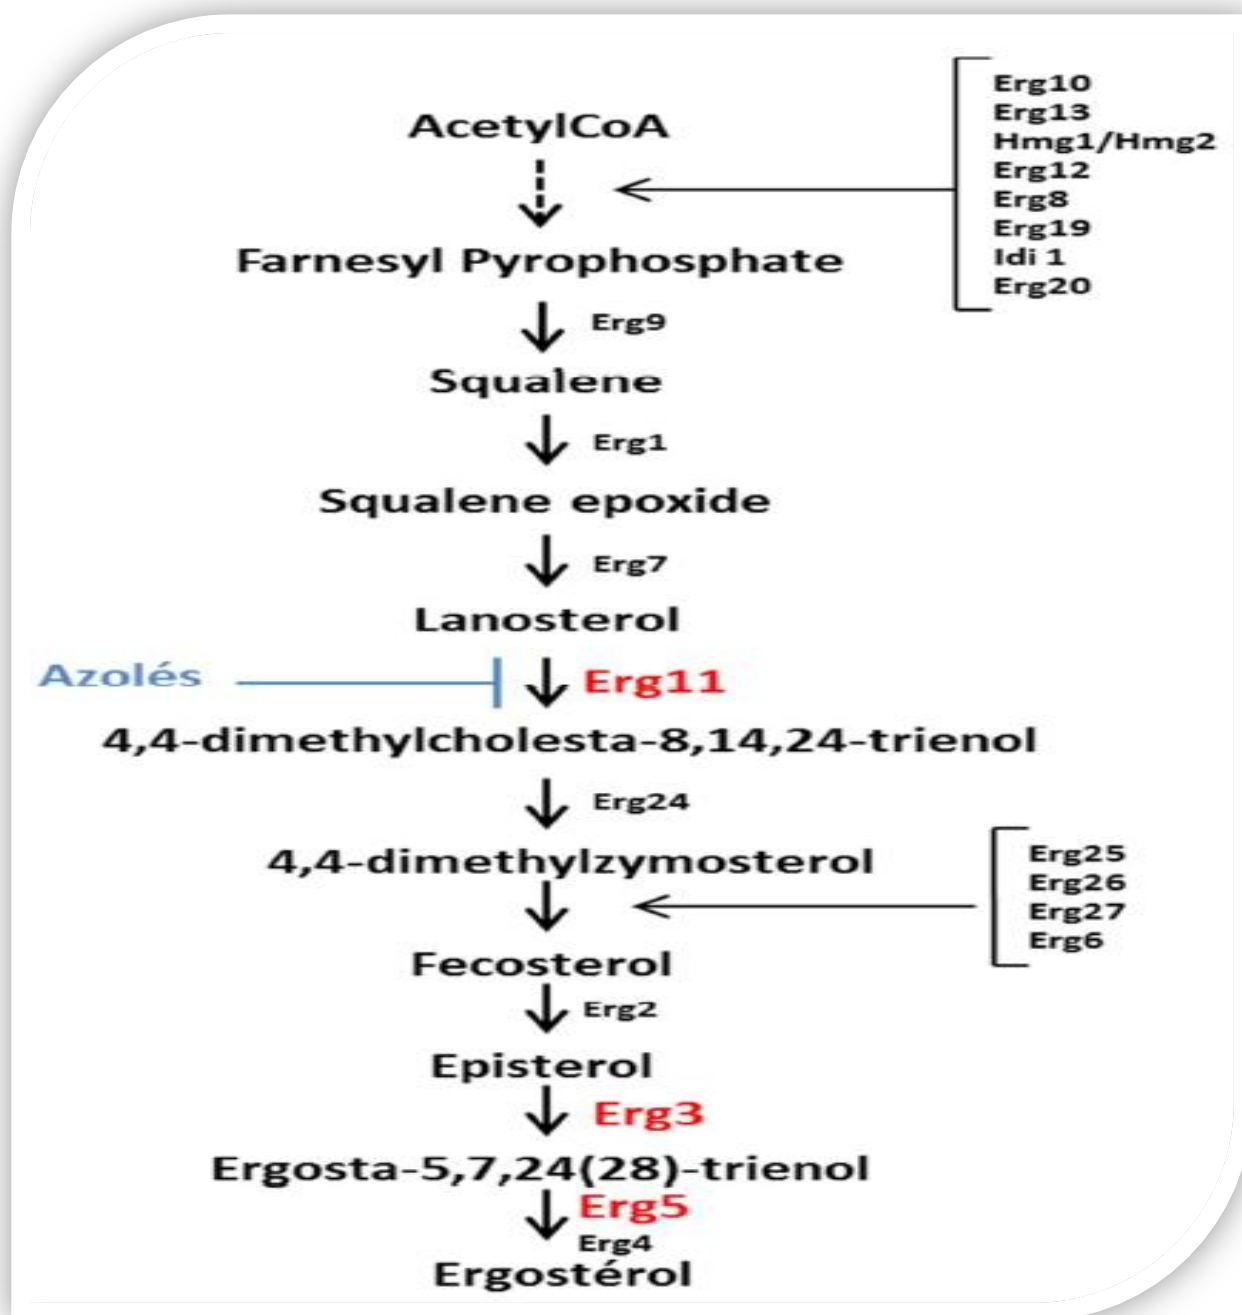 Erg10
Erg13
AcetylCoA
Hmg1/Hmg2
Erg12
Erg8
Erg19
Idi 1
Erg20
Farnesyl Pyrophosphate
Erg9
Squalene
Erg1
Squalene epoxide
Erg7
Lanosterol
Azolés
Erg11
4,4-dimethylcholesta-8,14,24-trienol
Erg24
4,4-dimethylzymosterol
Erg25
Erg26
Erg27
Erg6
Fecosterol
Erg2
Episterol
Erg3
Ergosta-5,7,24(28)-trienol
Erg5
Erg4
Ergostérol